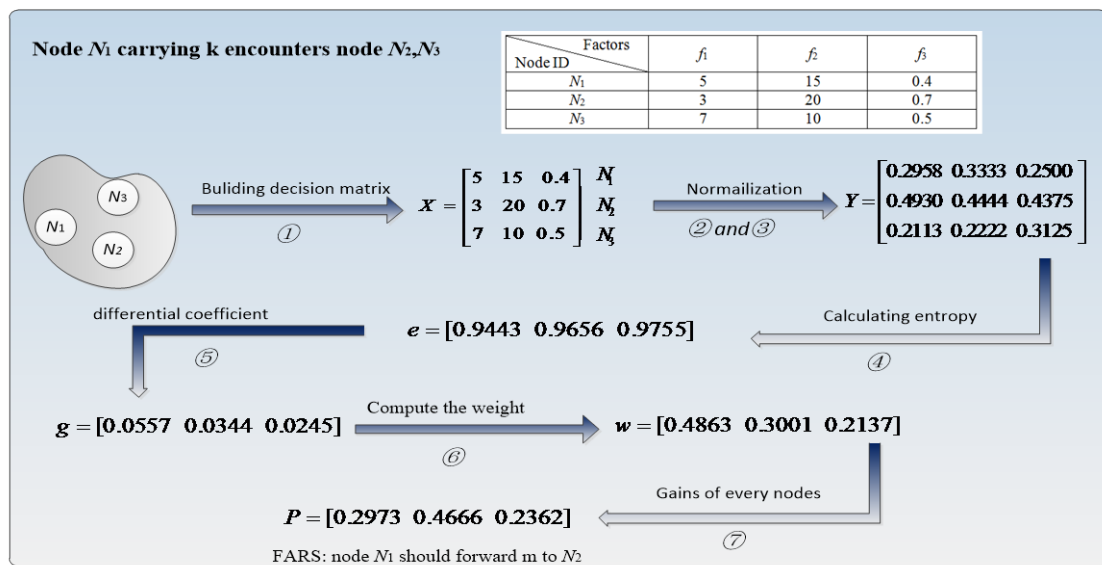 Node N1 carrying k encounters node N2,N3
Factors
Node ID f1 f2 f3
N1 5 15 0.4
N2 3 20 0.7
N3 7 10 0.5
N3
N1
N2
Buliding decision matrix
①
X = [5 15 0.4] N1
[3 20 0.7] N2
[7 10 0.5] N3
Normailization
② and ③
Y = [0.2958 0.3333 0.2500]
[0.4930 0.4444 0.4375]
[0.2113 0.2222 0.3125]
Calculating entropy
④
e = [0.9443 0.9656 0.9755]
differential coefficient
⑤
g = [0.0557 0.0344 0.0245]
Compute the weight
⑥
w = [0.4863 0.3001 0.2137]
Gains of every nodes
⑦
P = [0.2973 0.4666 0.2362]
FARS: node N1 should forward m to N2